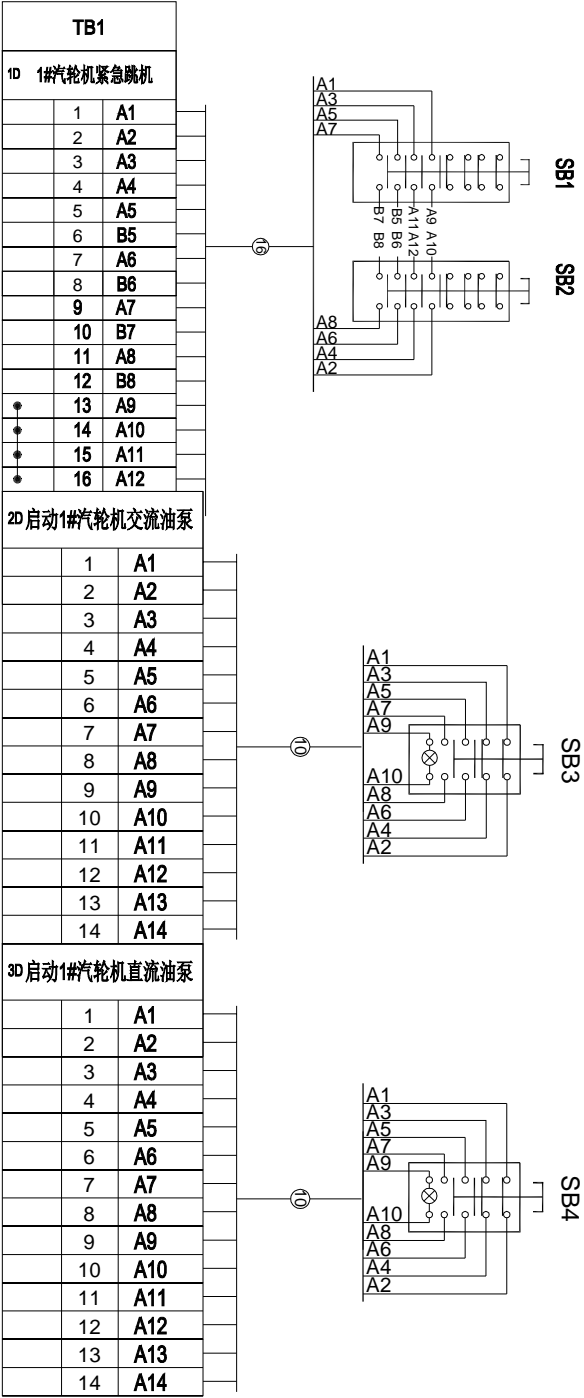 TB1
1D 1#汽轮机紧急跳机
1 A1
2 A2
3 A3
4 A4
5 A5
6 B5
7 A6
8 B6
9 A7
10 B7
11 A8
12 B8
13 A9
14 A10
15 A11
16 A12
16
A1
A3
A5
A7
SB1
B7 B8
B5 B6
A11 A12
A9 A10
SB2
A8
A6
A4
A2
2D 启动1#汽轮机交流油泵
1 A1
2 A2
3 A3
4 A4
5 A5
6 A6
7 A7
8 A8
9 A9
10 A10
11 A11
12 A12
13 A13
14 A14
10
A1
A3
A5
A7
A9
A10
A8
A6
A4
A2
SB3
3D 启动1#汽轮机直流油泵
1 A1
2 A2
3 A3
4 A4
5 A5
6 A6
7 A7
8 A8
9 A9
10 A10
11 A11
12 A12
13 A13
14 A14
10
A1
A3
A5
A7
A9
A10
A8
A6
A4
A2
SB4